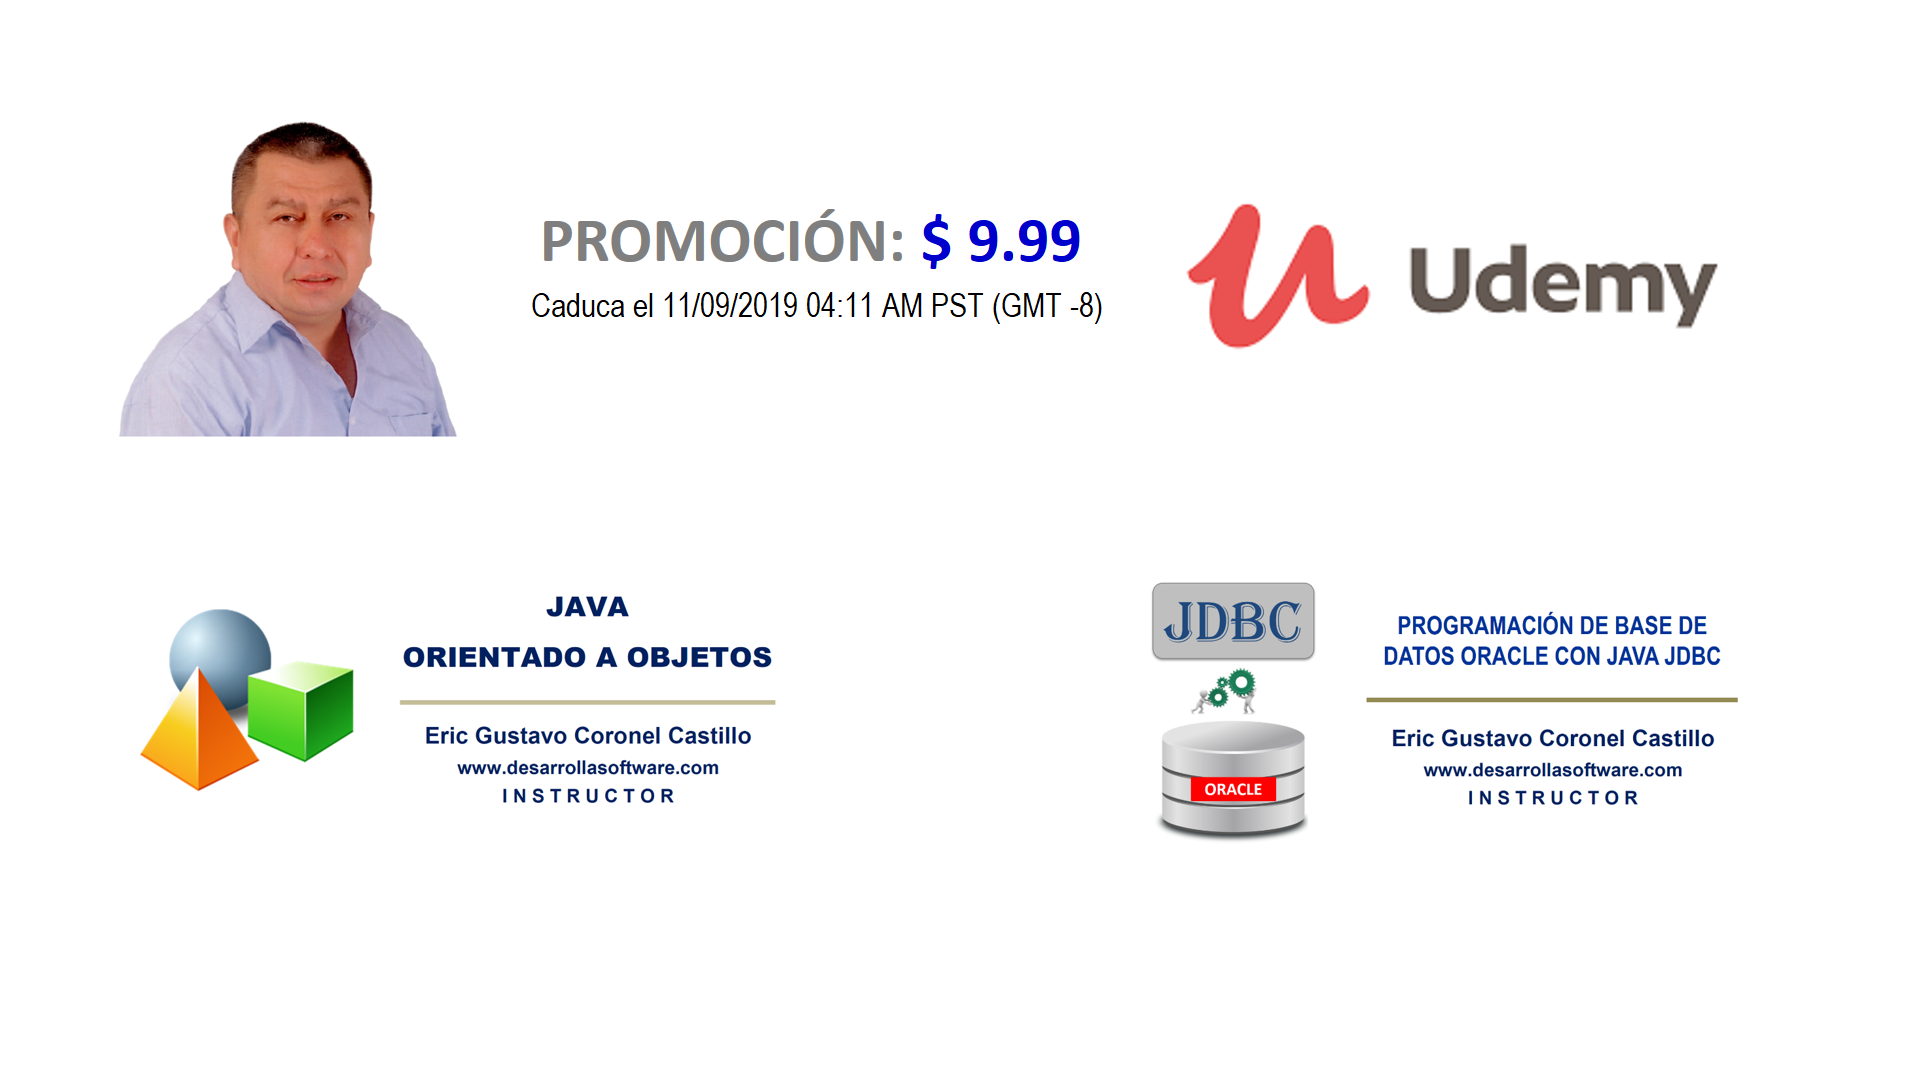 PROMOCIÓN: $ 9.99
Caduca el 11/09/2019 04:11 AM PST (GMT -8)
Udemy
JAVA
ORIENTADO A OBJETOS
Eric Gustavo Coronel Castillo
www.desarrollasoftware.com
INSTRUCTOR
JDBC
ORACLE
PROGRAMACIÓN DE BASE DE
DATOS ORACLE CON JAVA JDBC
Eric Gustavo Coronel Castillo
www.desarrollasoftware.com
INSTRUCTOR